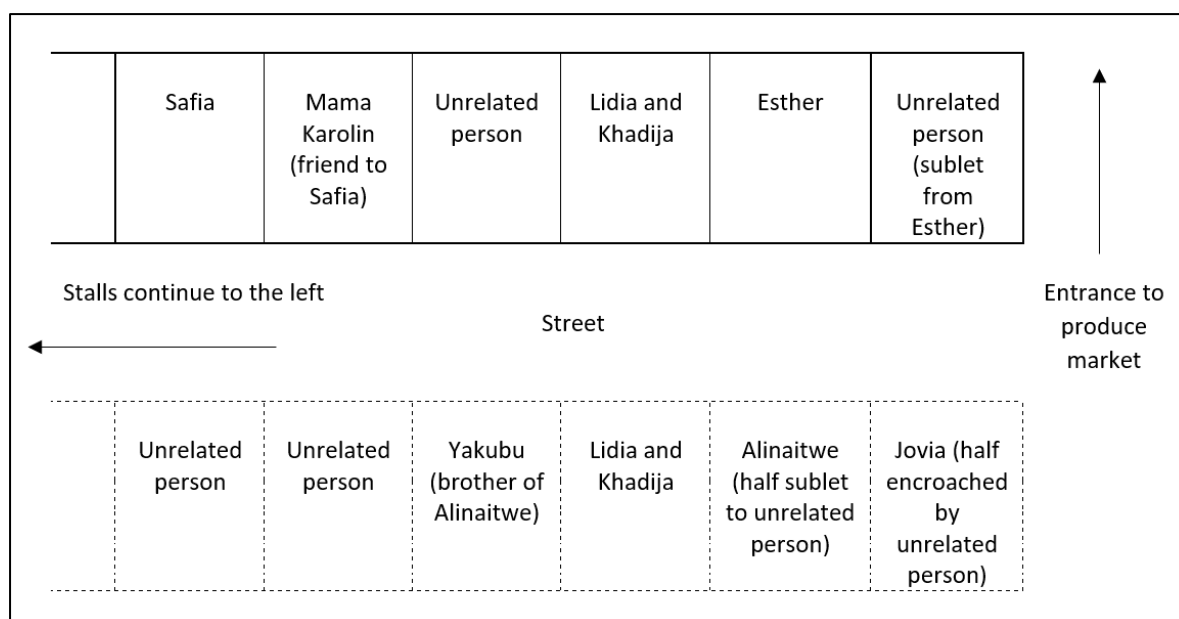 Safia
Mama
Karolin
(friend to
Safia)
Unrelated
person
Lidia and
Khadija
Esther
Unrelated
person
(sublet
from
Esther)
Stalls continue to the left
Street
Entrance to
produce
market
Unrelated
person
Unrelated
person
Yakubu
(brother of
Alinaitwe)
Lidia and
Khadija
Alinaitwe
(half sublet
to unrelated
person)
Jovia (half
encroached
by
unrelated
person)